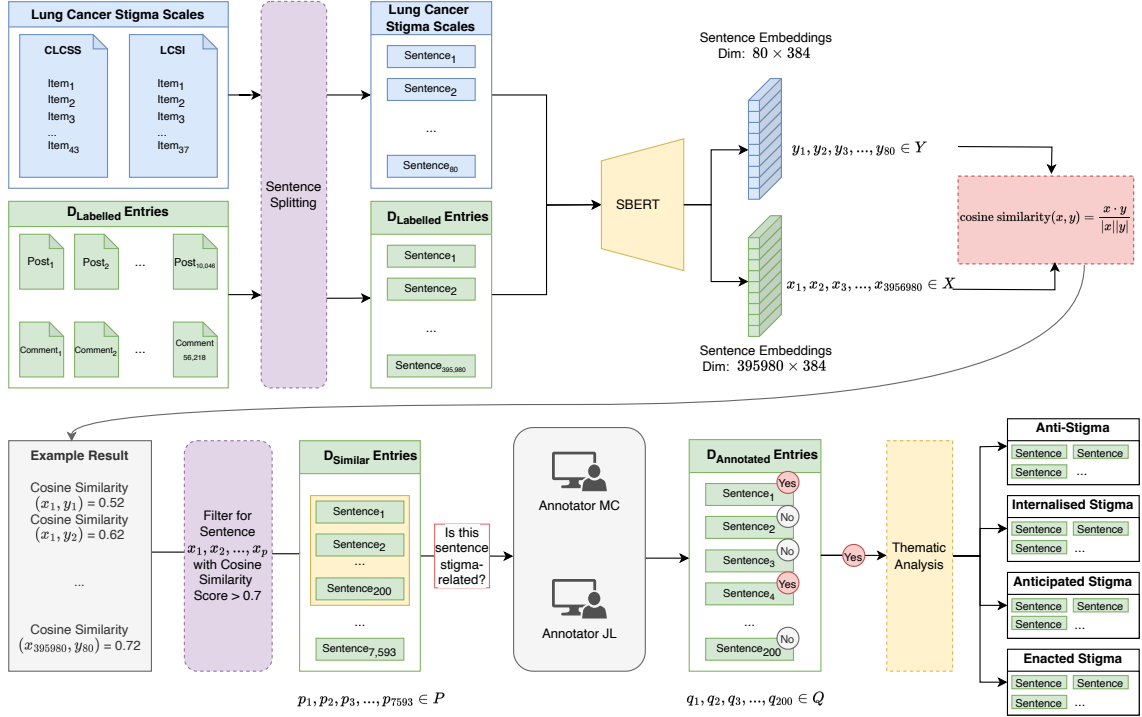 Lung Cancer Stigma Scales
CLCSS
Item1
Item2
Item3
...
Item43
LCSI
Item1
Item2
Item3
...
Item37
DLabelled Entries
Post1
Post2
...
Post10,046
Comment1
Comment2
...
Comment
56,218
Sentence
Splitting
Lung Cancer
Stigma Scales
Sentence1
Sentence2
...
Sentence80
DLabelled Entries
Sentence1
Sentence2
...
Sentence395,980
SBERT
Sentence Embeddings
Dim: 80 × 384
y1, y2, y3, ..., y80 ∈ Y
x1, x2, x3, ..., x3956980 ∈ X
Sentence Embeddings
Dim: 395980 × 384
cosine similarity(x, y) = x · y / |x||y|
Example Result
Cosine Similarity
(x1, y1) = 0.52
Cosine Similarity
(x1, y2) = 0.62
...
Cosine Similarity
(x395980, y80) = 0.72
Filter for
Sentence
x1, x2, ..., xp
with Cosine
Similarity
Score > 0.7
DSimilar Entries
Sentence1
Sentence2
...
Sentence200
...
Sentence7,593
p1, p2, p3, ..., p7593 ∈ P
Is this
sentence
stigma-
related?
Annotator MC
Annotator JL
DAnnotated Entries
Yes
Sentence1
No
Sentence2
No
Sentence3
Yes
Sentence4
...
No
Sentence200
q1, q2, q3, ..., q200 ∈ Q
Yes
Thematic
Analysis
Anti-Stigma
Sentence Sentence
Sentence ...
Internalised Stigma
Sentence Sentence
Sentence ...
Anticipated Stigma
Sentence Sentence
Sentence ...
Enacted Stigma
Sentence Sentence
Sentence ...